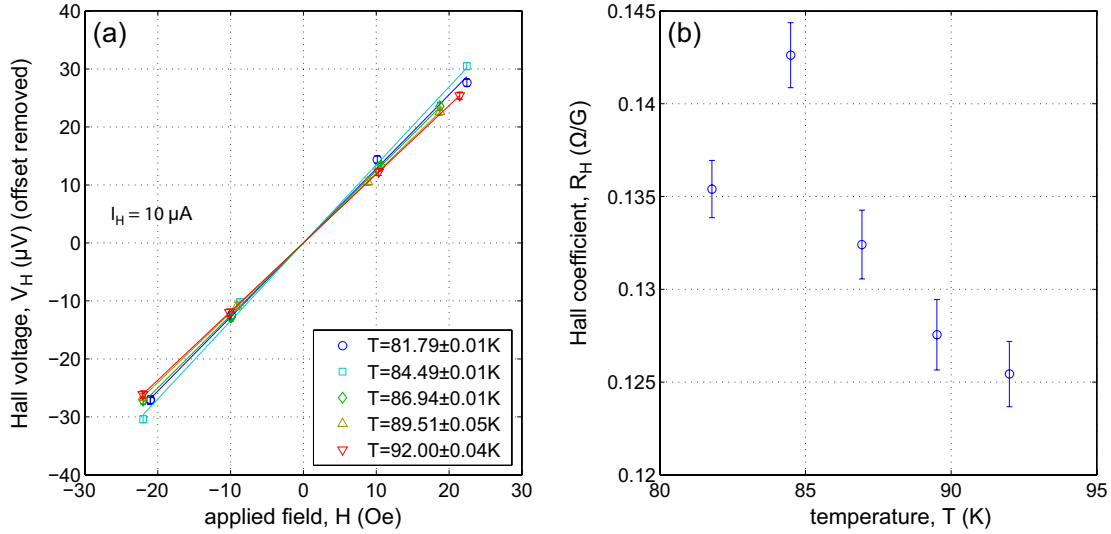 (a)
Hall voltage, V_H (µV) (offset removed)
40
30
20
10
0
−10
−20
−30
−40
I_H = 10 µA
T=81.79±0.01K
T=84.49±0.01K
T=86.94±0.01K
T=89.51±0.05K
T=92.00±0.04K
−30 −20 −10 0 10 20 30
applied field, H (Oe)
(b)
Hall coefficient, R_H (Ω/G)
0.145
0.14
0.135
0.13
0.125
0.12
80 85 90 95
temperature, T (K)